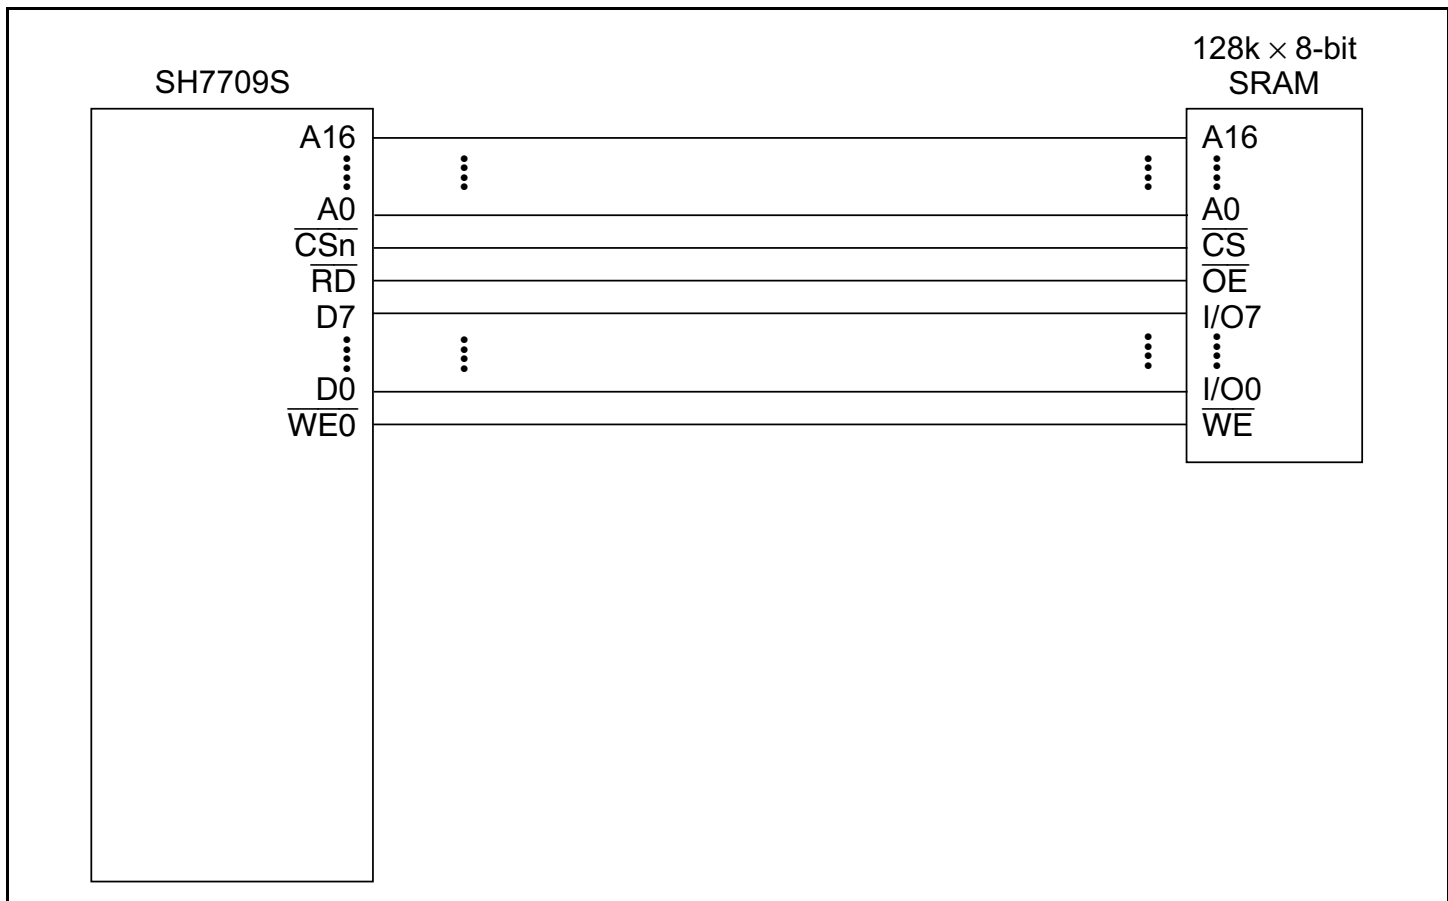 128k × 8-bit
SRAM
SH7709S
A16
A0
CSn
RD
D7
D0
WE0
A16
A0
CS
OE
I/O7
I/O0
WE